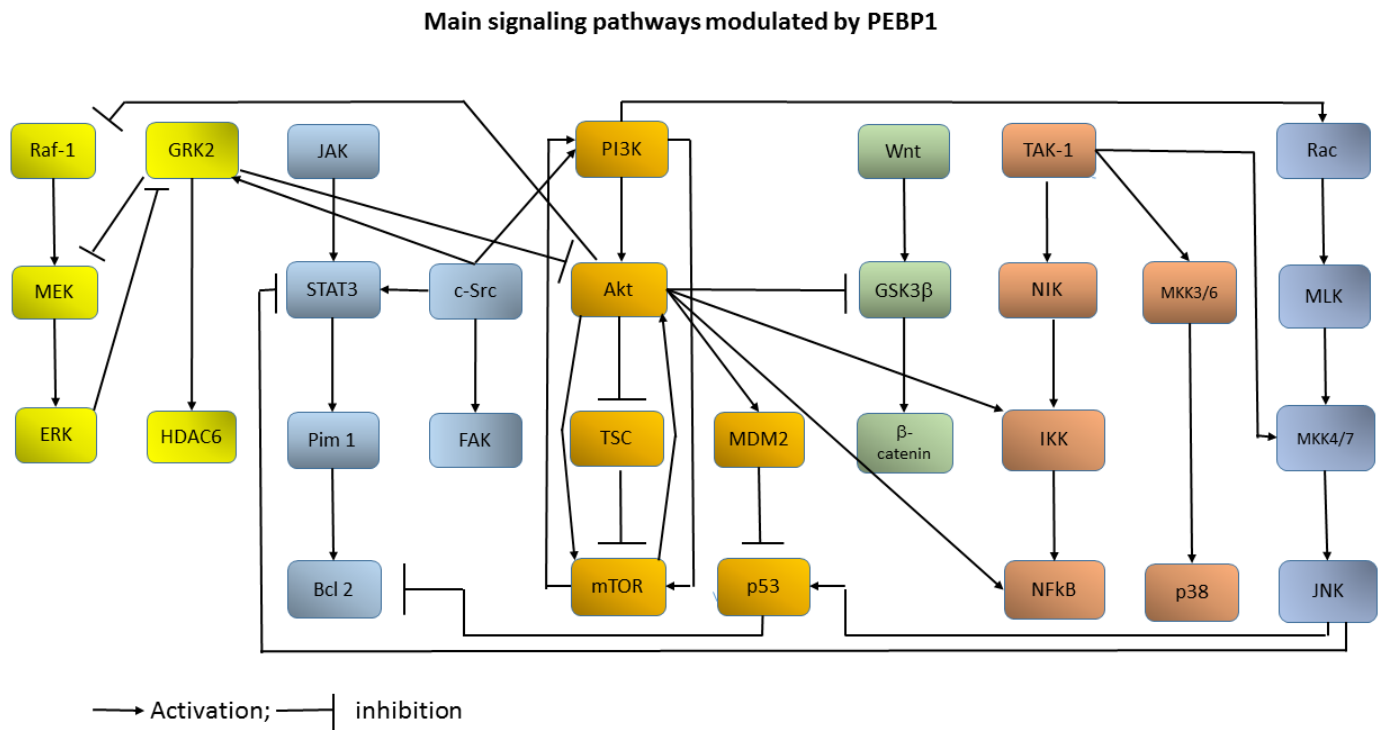 Main signaling pathways modulated by PEBP1
Raf-1
GRK2
JAK
PI3K
Wnt
TAK-1
Rac
MEK
STAT3
c-Src
Akt
GSK3β
NIK
MKK3/6
MLK
ERK
HDAC6
Pim 1
FAK
TSC
MDM2
β-
catenin
IKK
MKK4/7
Bcl 2
mTOR
p53
NFkB
p38
JNK
Activation; inhibition